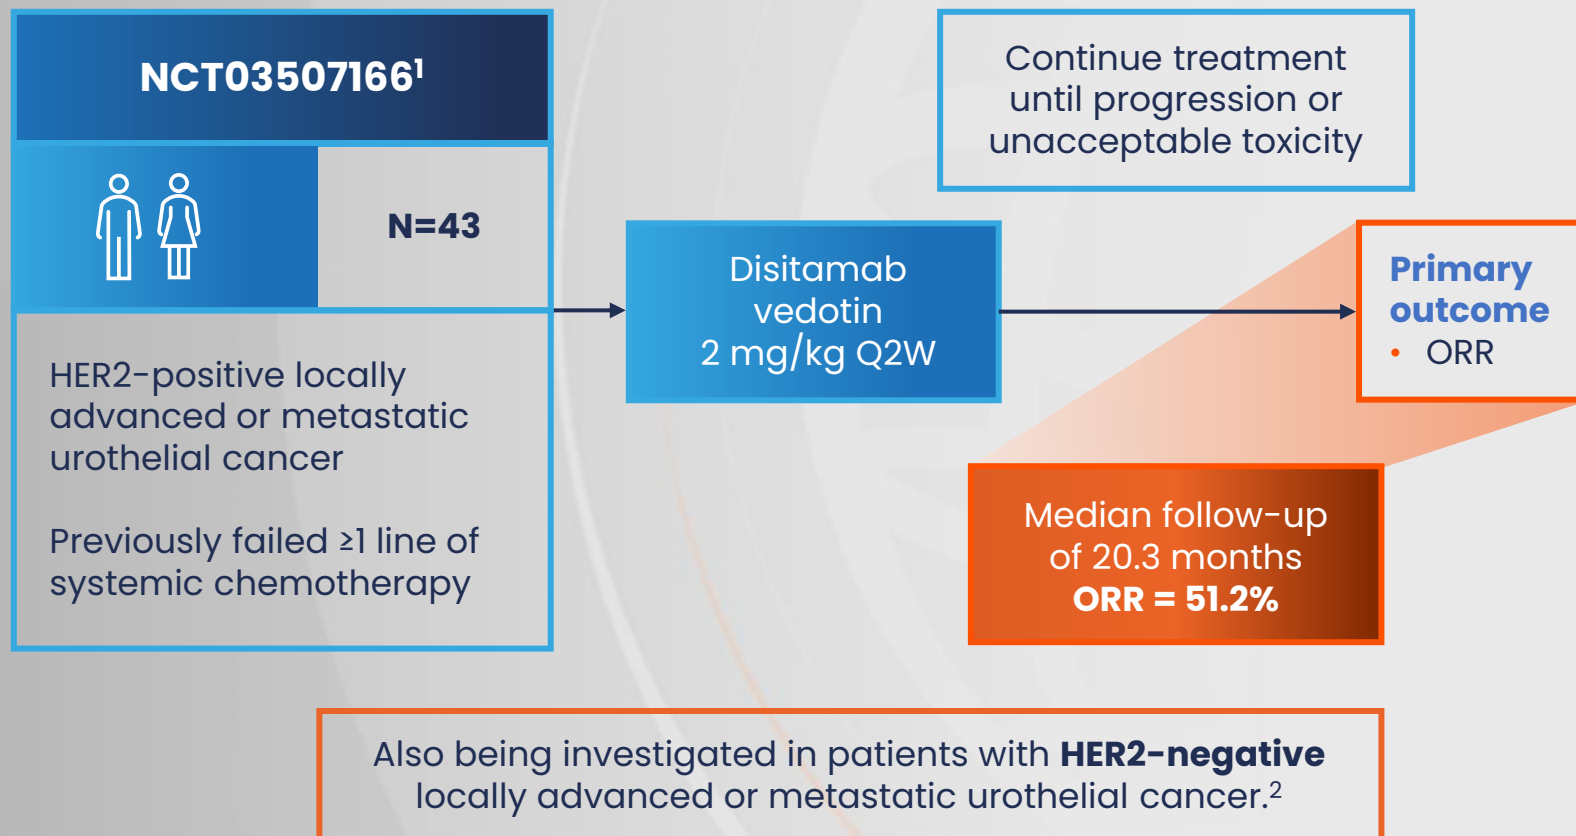 NCT03507166¹
N=43
HER2-positive locally
advanced or metastatic
urothelial cancer
Previously failed ≥1 line of
systemic chemotherapy
Disitamab
vedotin
2 mg/kg Q2W
Continue treatment
until progression or
unacceptable toxicity
Primary
outcome
• ORR
Median follow-up
of 20.3 months
ORR = 51.2%
Also being investigated in patients with HER2-negative
locally advanced or metastatic urothelial cancer.²